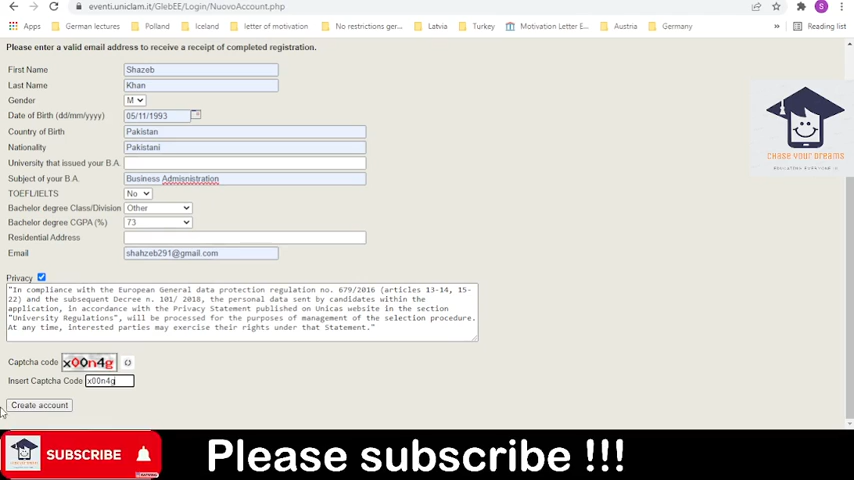 eventi.uniclam.it/GlebEE/Login/NuovoAccount.php
Countries
Poland
Iceland
letter of motivation
No restrictions ger...
Latvia
Turkey
Motivation Letter E...
Austria
Germany
Reading list
Please enter a valid email address to receive a receipt of completed registration.
First Name Shazeb
Last Name Khan
Gender M
Date of Birth (dd/mm/yyyy) 05/11/1993
Country of Birth Pakistan
Nationality Pakistani
University that issued your B.A.
Subject of your B.A. Business Admisnistration
TOEFL/IELTS No
Bachelor degree Class/Division Other
Bachelor degree CGPA (%) 73
Residential Address
Email shahzeb291@gmail.com
Privacy
"In compliance with the European General data protection regulation no. 679/2016 (articles 13-14, 15-
22) and the subsequent Decree n. 101/ 2018, the personal data sent by candidates within the
application, in accordance with the Privacy Statement published on Unicas website in the section
"University Regulations", will be processed for the purposes of management of the selection procedure.
At any time, interested parties may exercise their rights under that Statement."
Captcha code x00n4g
Insert Captcha Code x00n4g
Create account
CHASE YOUR DREAMS
SUBSCRIBE
Please subscribe !!!